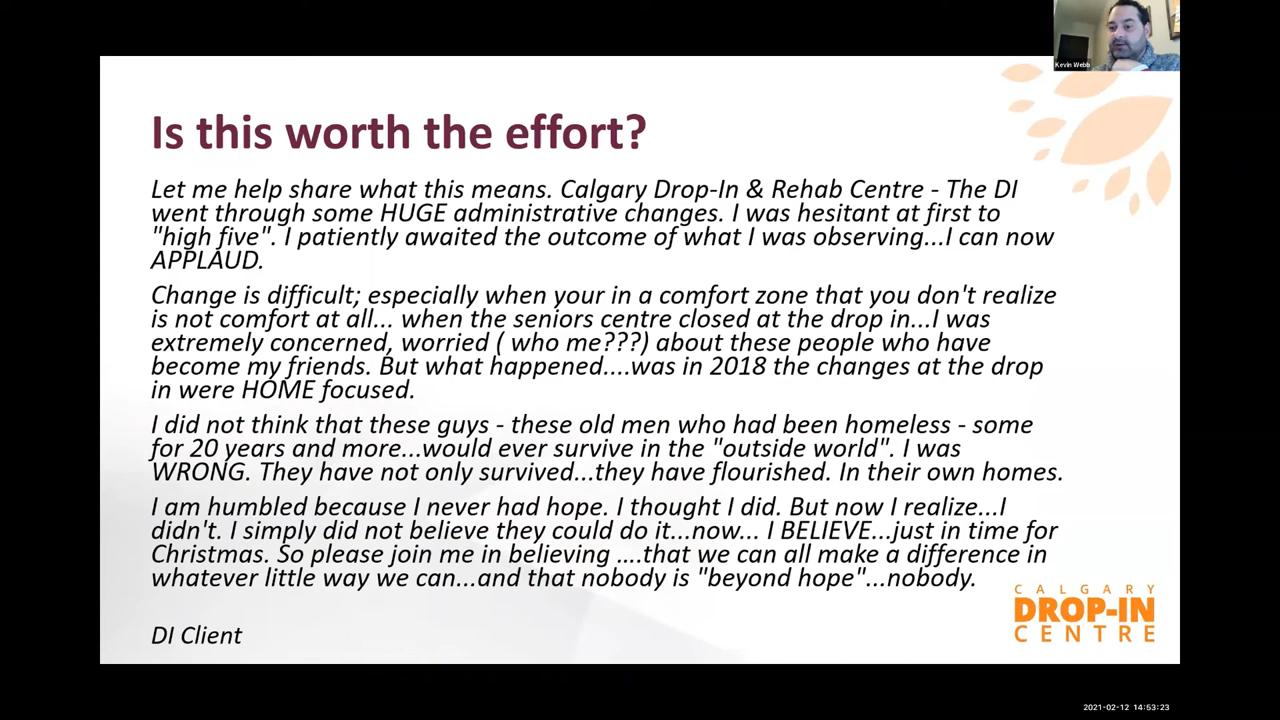 Kevin Webb
Is this worth the effort?
Let me help share what this means. Calgary Drop-In & Rehab Centre - The DI
went through some HUGE administrative changes. I was hesitant at first to
"high five". I patiently awaited the outcome of what I was observing...I can now
APPLAUD.
Change is difficult; especially when your in a comfort zone that you don't realize
is not comfort at all... when the seniors centre closed at the drop in...I was
extremely concerned, worried ( who me???) about these people who have
become my friends. But what happened....was in 2018 the changes at the drop
in were HOME focused.
I did not think that these guys - these old men who had been homeless - some
for 20 years and more...would ever survive in the "outside world". I was
WRONG. They have not only survived...they have flourished. In their own homes.
I am humbled because I never had hope. I thought I did. But now I realize...I
didn't. I simply did not believe they could do it...now... I BELIEVE...just in time for
Christmas. So please join me in believing ....that we can all make a difference in
whatever little way we can...and that nobody is "beyond hope"...nobody.
DI Client
CALGARY
DROP-IN
CENTRE
2021-02-12 14:53:23